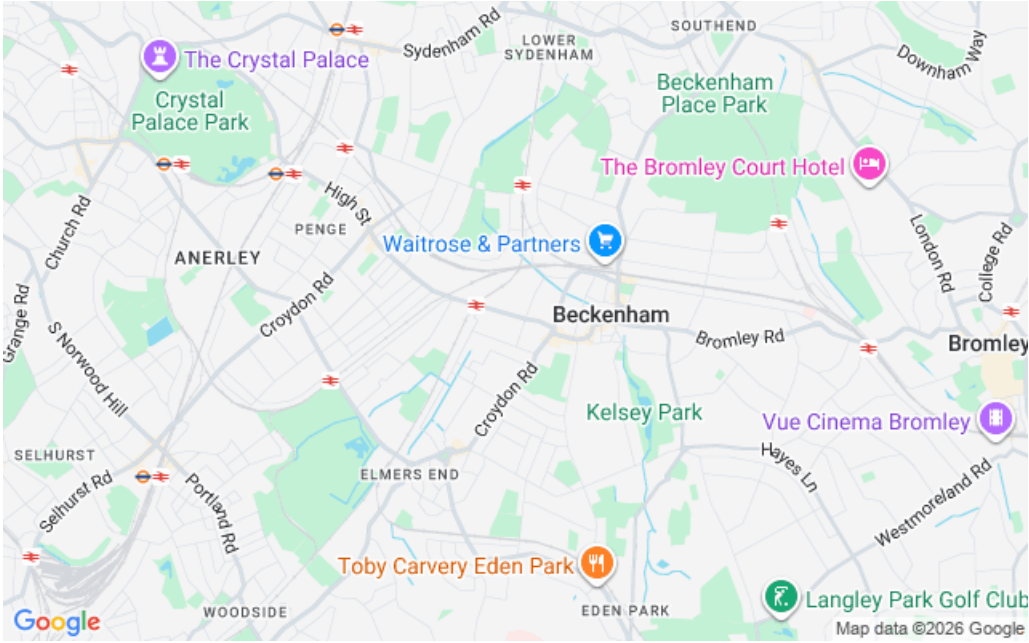 Sydenham Rd
LOWER
SYDENHAM
SOUTHEND
Downham Way
The Crystal Palace
Crystal
Palace Park
Beckenham
Place Park
The Bromley Court Hotel
High St
PENGE
Church Rd
ANERLEY
Waitrose & Partners
London Rd
College Rd
Croydon Rd
Grange Rd
S Norwood Hill
Beckenham
Bromley Rd
Bromley
Croydon Rd
Kelsey Park
Vue Cinema Bromley
SELHURST
Selhurst Rd
Portland Rd
ELMERS END
Hayes Ln
Westmoreland Rd
Toby Carvery Eden Park
WOODSIDE
EDEN PARK
Langley Park Golf Club
Google
Map data ©2026 Google